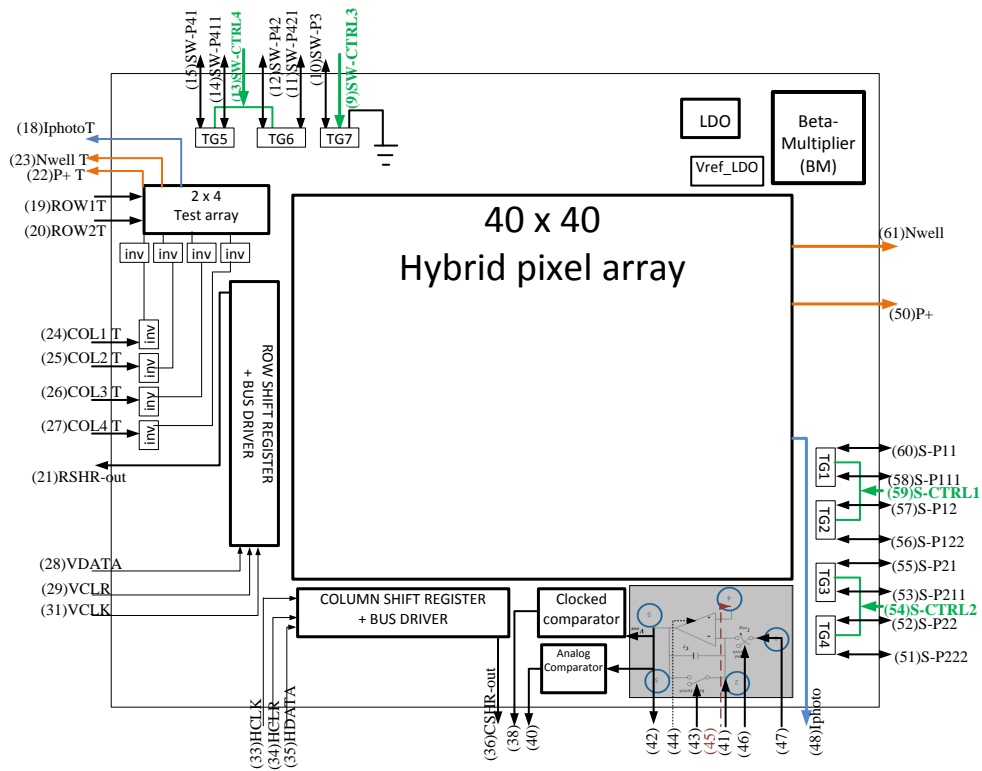 (15)SW-P41
(14)SW-P411
(13)SW-CTRL4
(12)SW-P42
(11)SW-P421
(10)SW-P3
(9)SW-CTRL3
TG5
TG6
TG7
LDO
Vref_LDO
Beta-
Multiplier
(BM)
(18)IphotoT
(23)Nwell T
(22)P+ T
(19)ROW1T
(20)ROW2T
2 x 4
Test array
inv
inv
inv
inv
40 x 40
Hybrid pixel array
(61)Nwell
(50)P+
(24)COL1 T
(25)COL2 T
(26)COL3 T
(27)COL4 T
inv
inv
inv
inv
ROW SHIFT REGISTER
+ BUS DRIVER
(21)RSHR-out
(28)VDATA
(29)VCLR
(31)VCLK
(60)S-P11
(58)S-P111
(59)S-CTRL1
(57)S-P12
(56)S-P122
(55)S-P21
(53)S-P211
(54)S-CTRL2
(52)S-P22
(51)S-P222
TG1
TG2
TG3
TG4
COLUMN SHIFT REGISTER
+ BUS DRIVER
Clocked
comparator
Analog
Comparator
5
4
3
2
(33)HCLK
(34)HCLR
(35)HDATA
(36)CSHR-out
(38)
(40)
(42)
(44)
(43)
(45)
(41)
(46)
(47)
(48)Iphoto